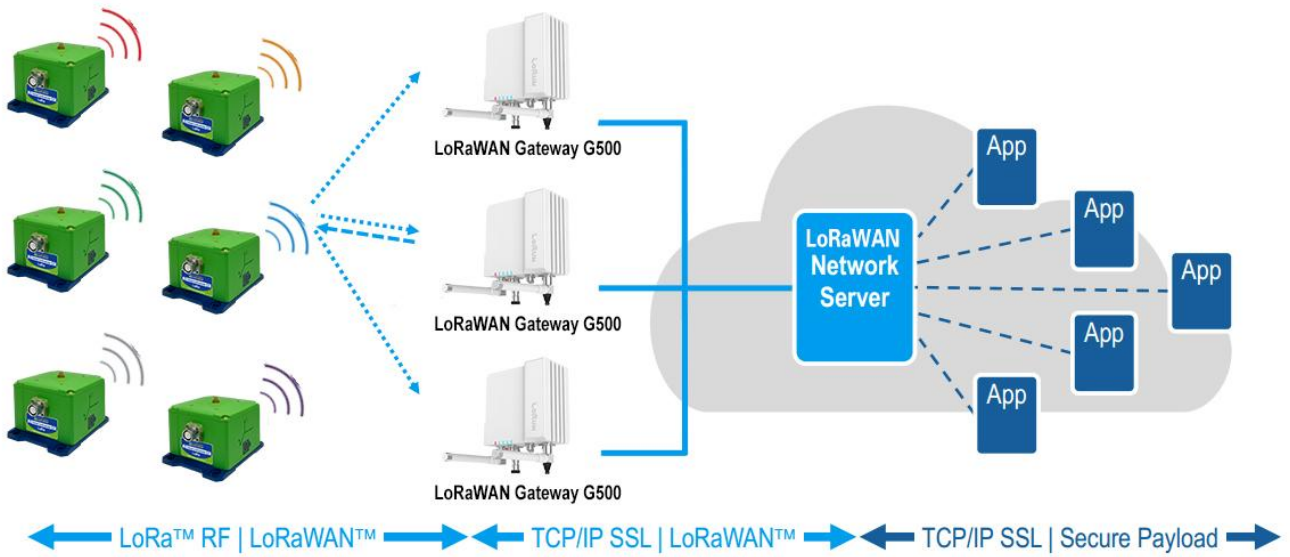 LoRaWAN Gateway G500
LoRaWAN Gateway G500
LoRaWAN Gateway G500
LoRaWAN
Network
Server
App
App
App
App
App
LoRa™ RF | LoRaWAN™
TCP/IP SSL | LoRaWAN™
TCP/IP SSL | Secure Payload